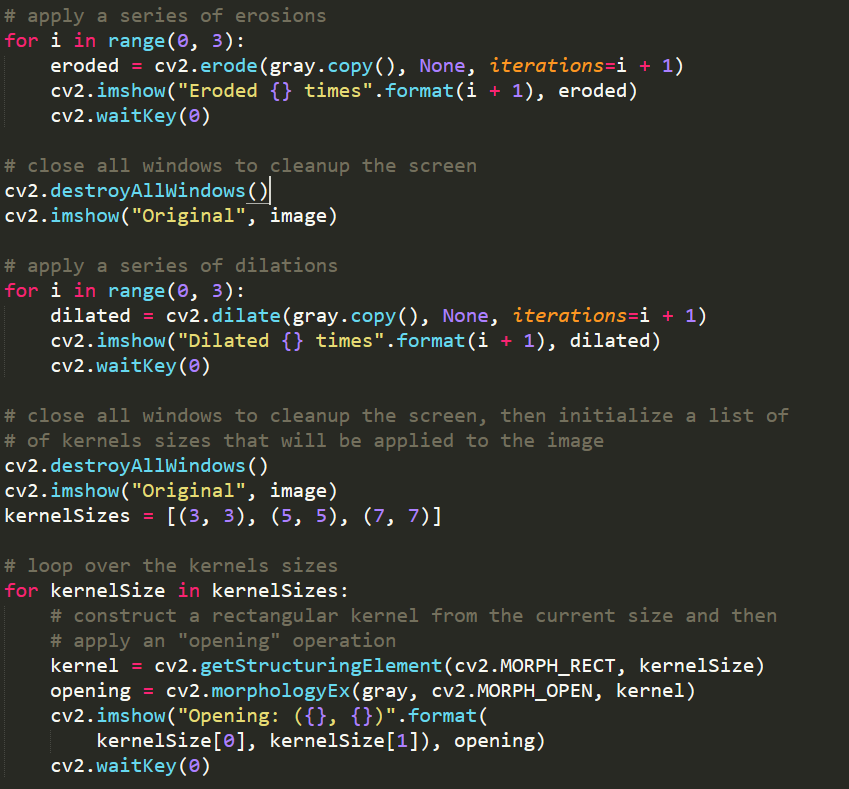 # apply a series of erosions
for i in range(0, 3):
    eroded = cv2.erode(gray.copy(), None, iterations=i + 1)
    cv2.imshow("Eroded {} times".format(i + 1), eroded)
    cv2.waitKey(0)

# close all windows to cleanup the screen
cv2.destroyAllWindows()
cv2.imshow("Original", image)

# apply a series of dilations
for i in range(0, 3):
    dilated = cv2.dilate(gray.copy(), None, iterations=i + 1)
    cv2.imshow("Dilated {} times".format(i + 1), dilated)
    cv2.waitKey(0)

# close all windows to cleanup the screen, then initialize a list of
# of kernels sizes that will be applied to the image
cv2.destroyAllWindows()
cv2.imshow("Original", image)
kernelSizes = [(3, 3), (5, 5), (7, 7)]

# loop over the kernels sizes
for kernelSize in kernelSizes:
    # construct a rectangular kernel from the current size and then
    # apply an "opening" operation
    kernel = cv2.getStructuringElement(cv2.MORPH_RECT, kernelSize)
    opening = cv2.morphologyEx(gray, cv2.MORPH_OPEN, kernel)
    cv2.imshow("Opening: ({}, {})".format(
        kernelSize[0], kernelSize[1]), opening)
    cv2.waitKey(0)